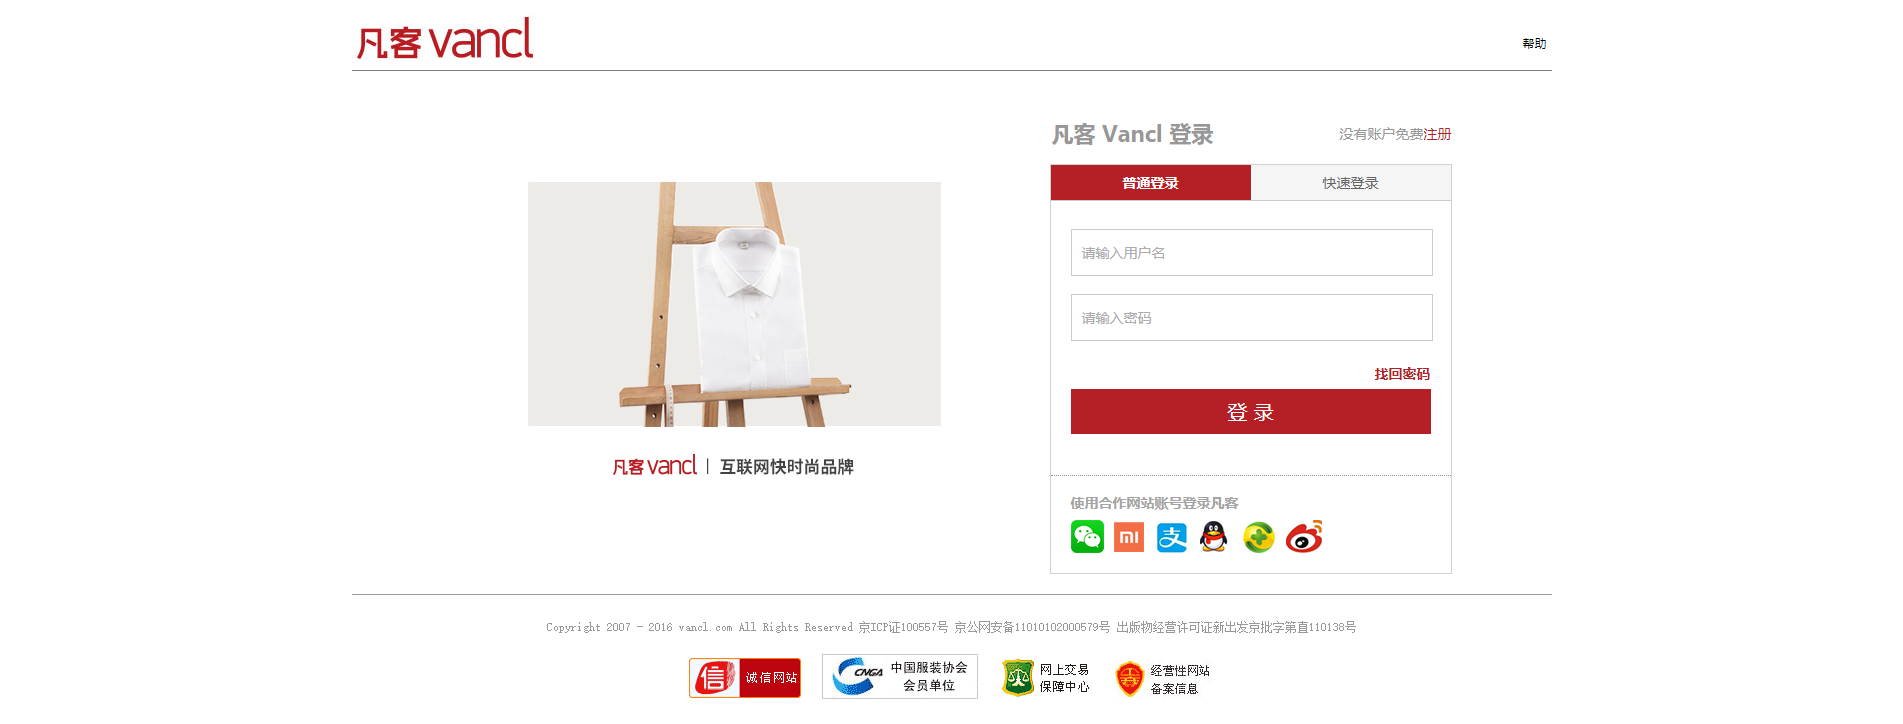 凡客 vancl
帮助
凡客 Vancl 登录
没有账户免费注册
普通登录
快速登录
请输入用户名
请输入密码
找回密码
登 录
凡客 vancl | 互联网快时尚品牌
使用合作网站账号登录凡客
mi
支
Copyright 2007 - 2016 vancl.com All Rights Reserved 京ICP证100557号 京公网安备11010102000579号 出版物经营许可证新出发京批字第直110138号
信 诚信网站
CNGA
中国服装协会
会员单位
网上交易
保障中心
经营性网站
备案信息